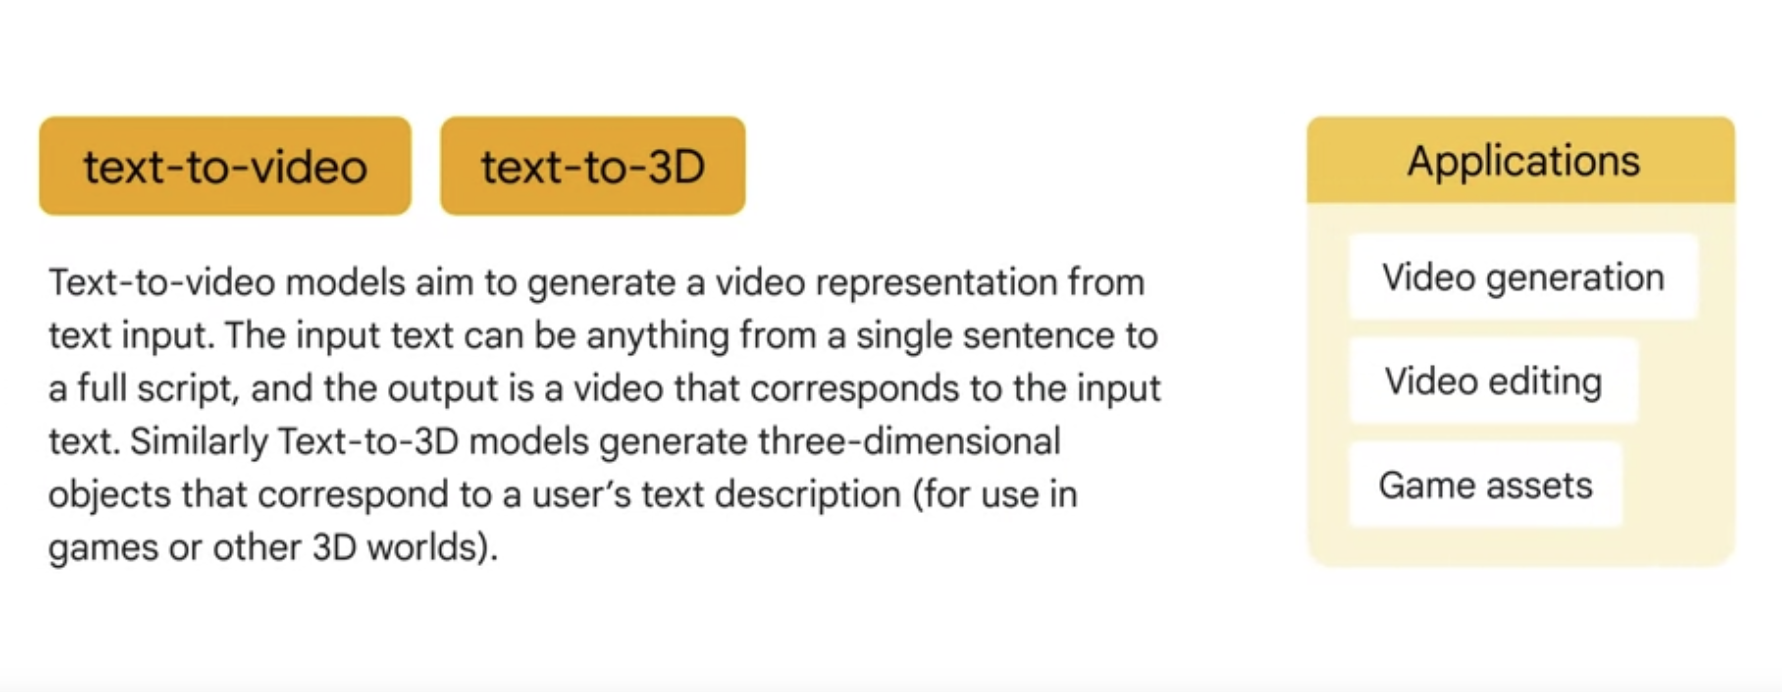 text-to-video
text-to-3D
Text-to-video models aim to generate a video representation from
text input. The input text can be anything from a single sentence to
a full script, and the output is a video that corresponds to the input
text. Similarly Text-to-3D models generate three-dimensional
objects that correspond to a user’s text description (for use in
games or other 3D worlds).
Applications
Video generation
Video editing
Game assets